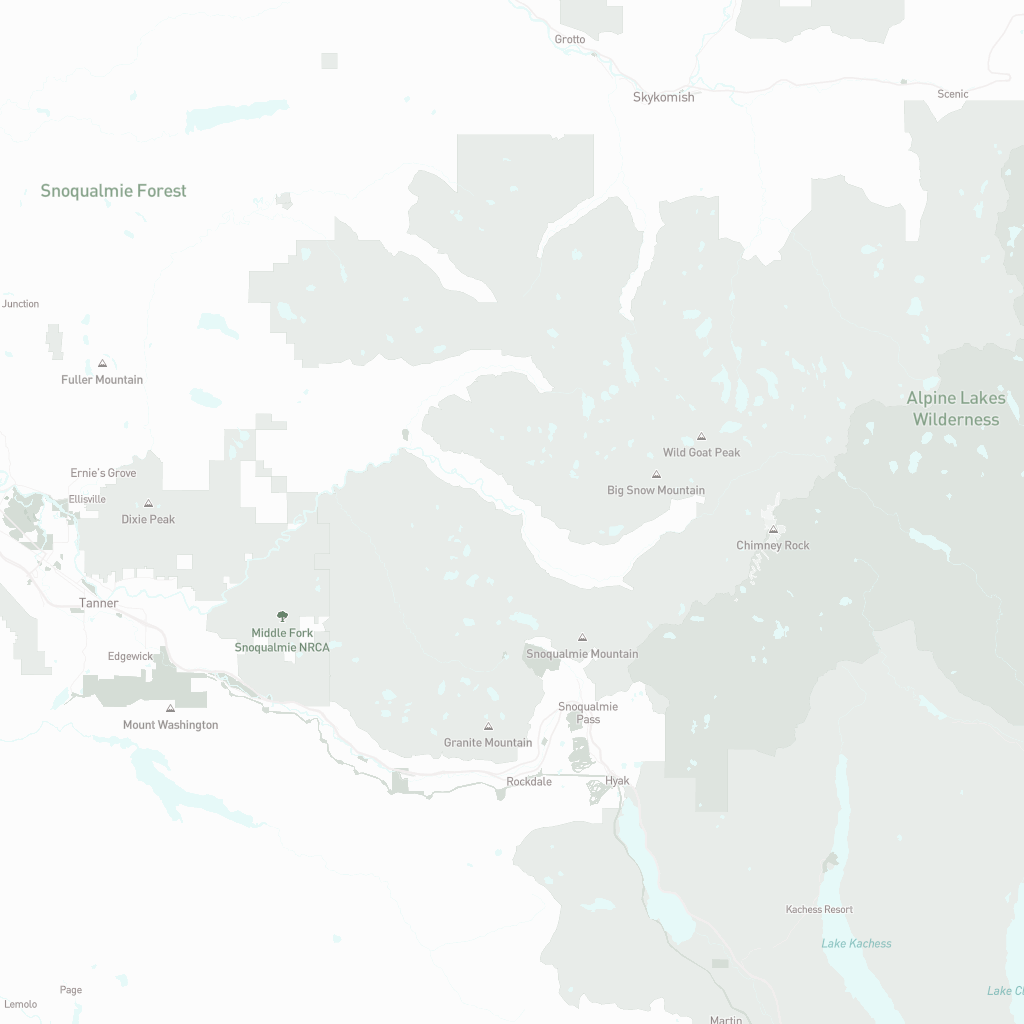 Grotto
Skykomish
Scenic
Snoqualmie Forest
Junction
Fuller Mountain
Alpine Lakes
Wilderness
Wild Goat Peak
Ernie's Grove
Big Snow Mountain
Ellisville
Dixie Peak
Chimney Rock
Tanner
Middle Fork
Snoqualmie NRCA
Edgewick
Snoqualmie Mountain
Snoqualmie
Pass
Mount Washington
Granite Mountain
Rockdale
Hyak
Kachess Resort
Lake Kachess
Page
Lake Cl
Lemolo
Martin